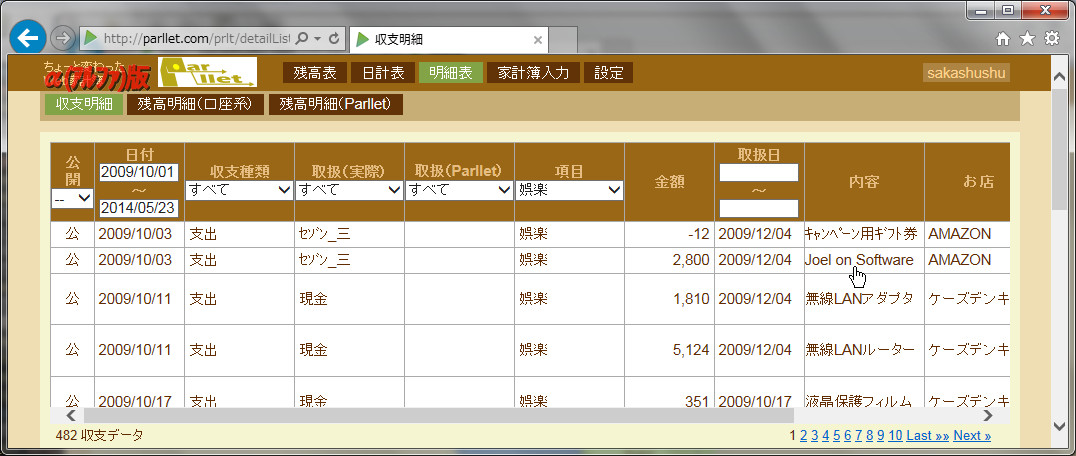 http://parllet.com/prlt/detailList
収支明細
ちょっと変わった
α(アルファ)版
Parllet
残高表 日計表 明細表 家計簿入力 設定
sakashushu
収支明細 残高明細(口座系) 残高明細(Parllet)
公開 日付 収支種類 取扱(実際) 取扱(Parllet) 項目 金額 取扱日 内容 お店
-- 2009/10/01 ～ 2014/05/23 すべて すべて すべて 娯楽 ～
公 2009/10/03 支出 ｾｿﾞﾝ_三 娯楽 -12 2009/12/04 ｷｬﾝﾍﾟｰﾝ用ｷﾞﾌﾄ券 AMAZON
公 2009/10/03 支出 ｾｿﾞﾝ_三 娯楽 2,800 2009/12/04 Joel on Software AMAZON
公 2009/10/11 支出 現金 娯楽 1,810 2009/12/04 無線LANアダプタ ケーズデンキ
公 2009/10/11 支出 現金 娯楽 5,124 2009/12/04 無線LANルーター ケーズデンキ
公 2009/10/17 支出 現金 娯楽 351 2009/10/17 液晶保護フィルム ケーズデンキ
482 収支データ
1 2 3 4 5 6 7 8 9 10 Last »» Next »